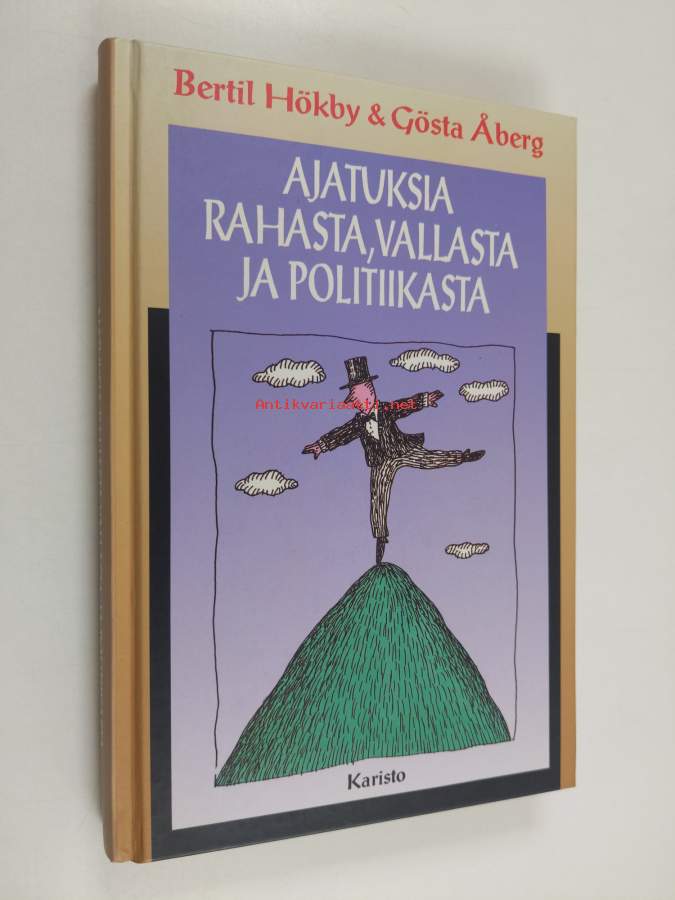 Bertil Hökby & Gösta Åberg
AJATUKSIA
RAHASTA, VALLASTA
JA POLITIIKASTA
Antikvariaatti.net
Karisto